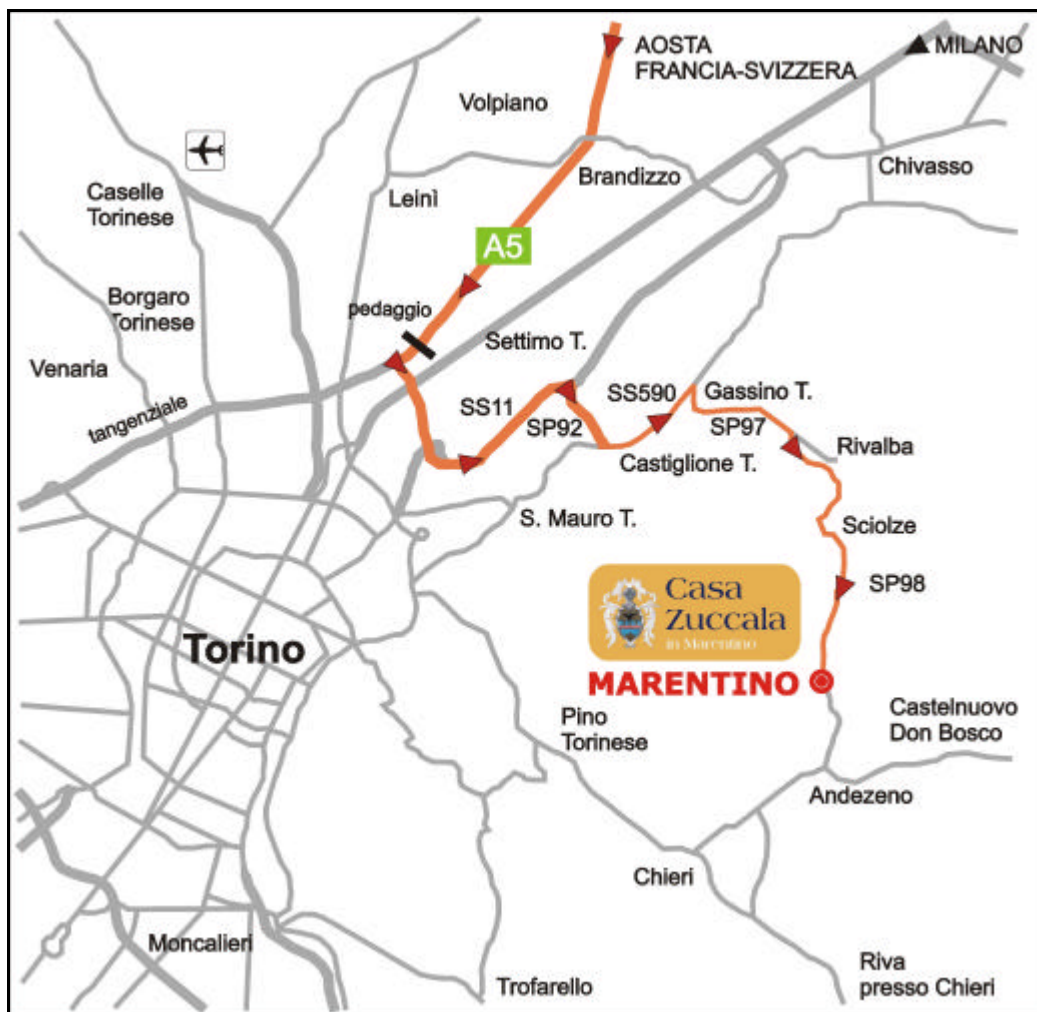 AOSTA
FRANCIA-SVIZZERA
MILANO
Volpiano
Brandizzo
Chivasso
Caselle
Torinese
Leinì
A5
Borgaro
Torinese
pedaggio
Settimo T.
Venaria
tangenziale
SS11
SS590
Gassino T.
SP92
SP97
Castiglione T.
Rivalba
S. Mauro T.
Sciolze
SP98
Casa
Zuccala
in Marentino
Torino
MARENTINO
Pino
Torinese
Castelnuovo
Don Bosco
Andezeno
Chieri
Moncalieri
Trofarello
Riva
presso Chieri